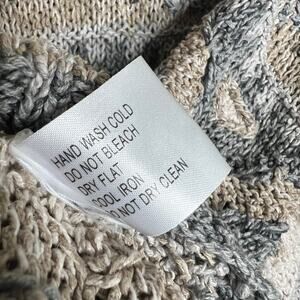 HAND WASH COLD
DO NOT BLEACH
DRY FLAT
COOL IRON
DO NOT DRY CLEAN